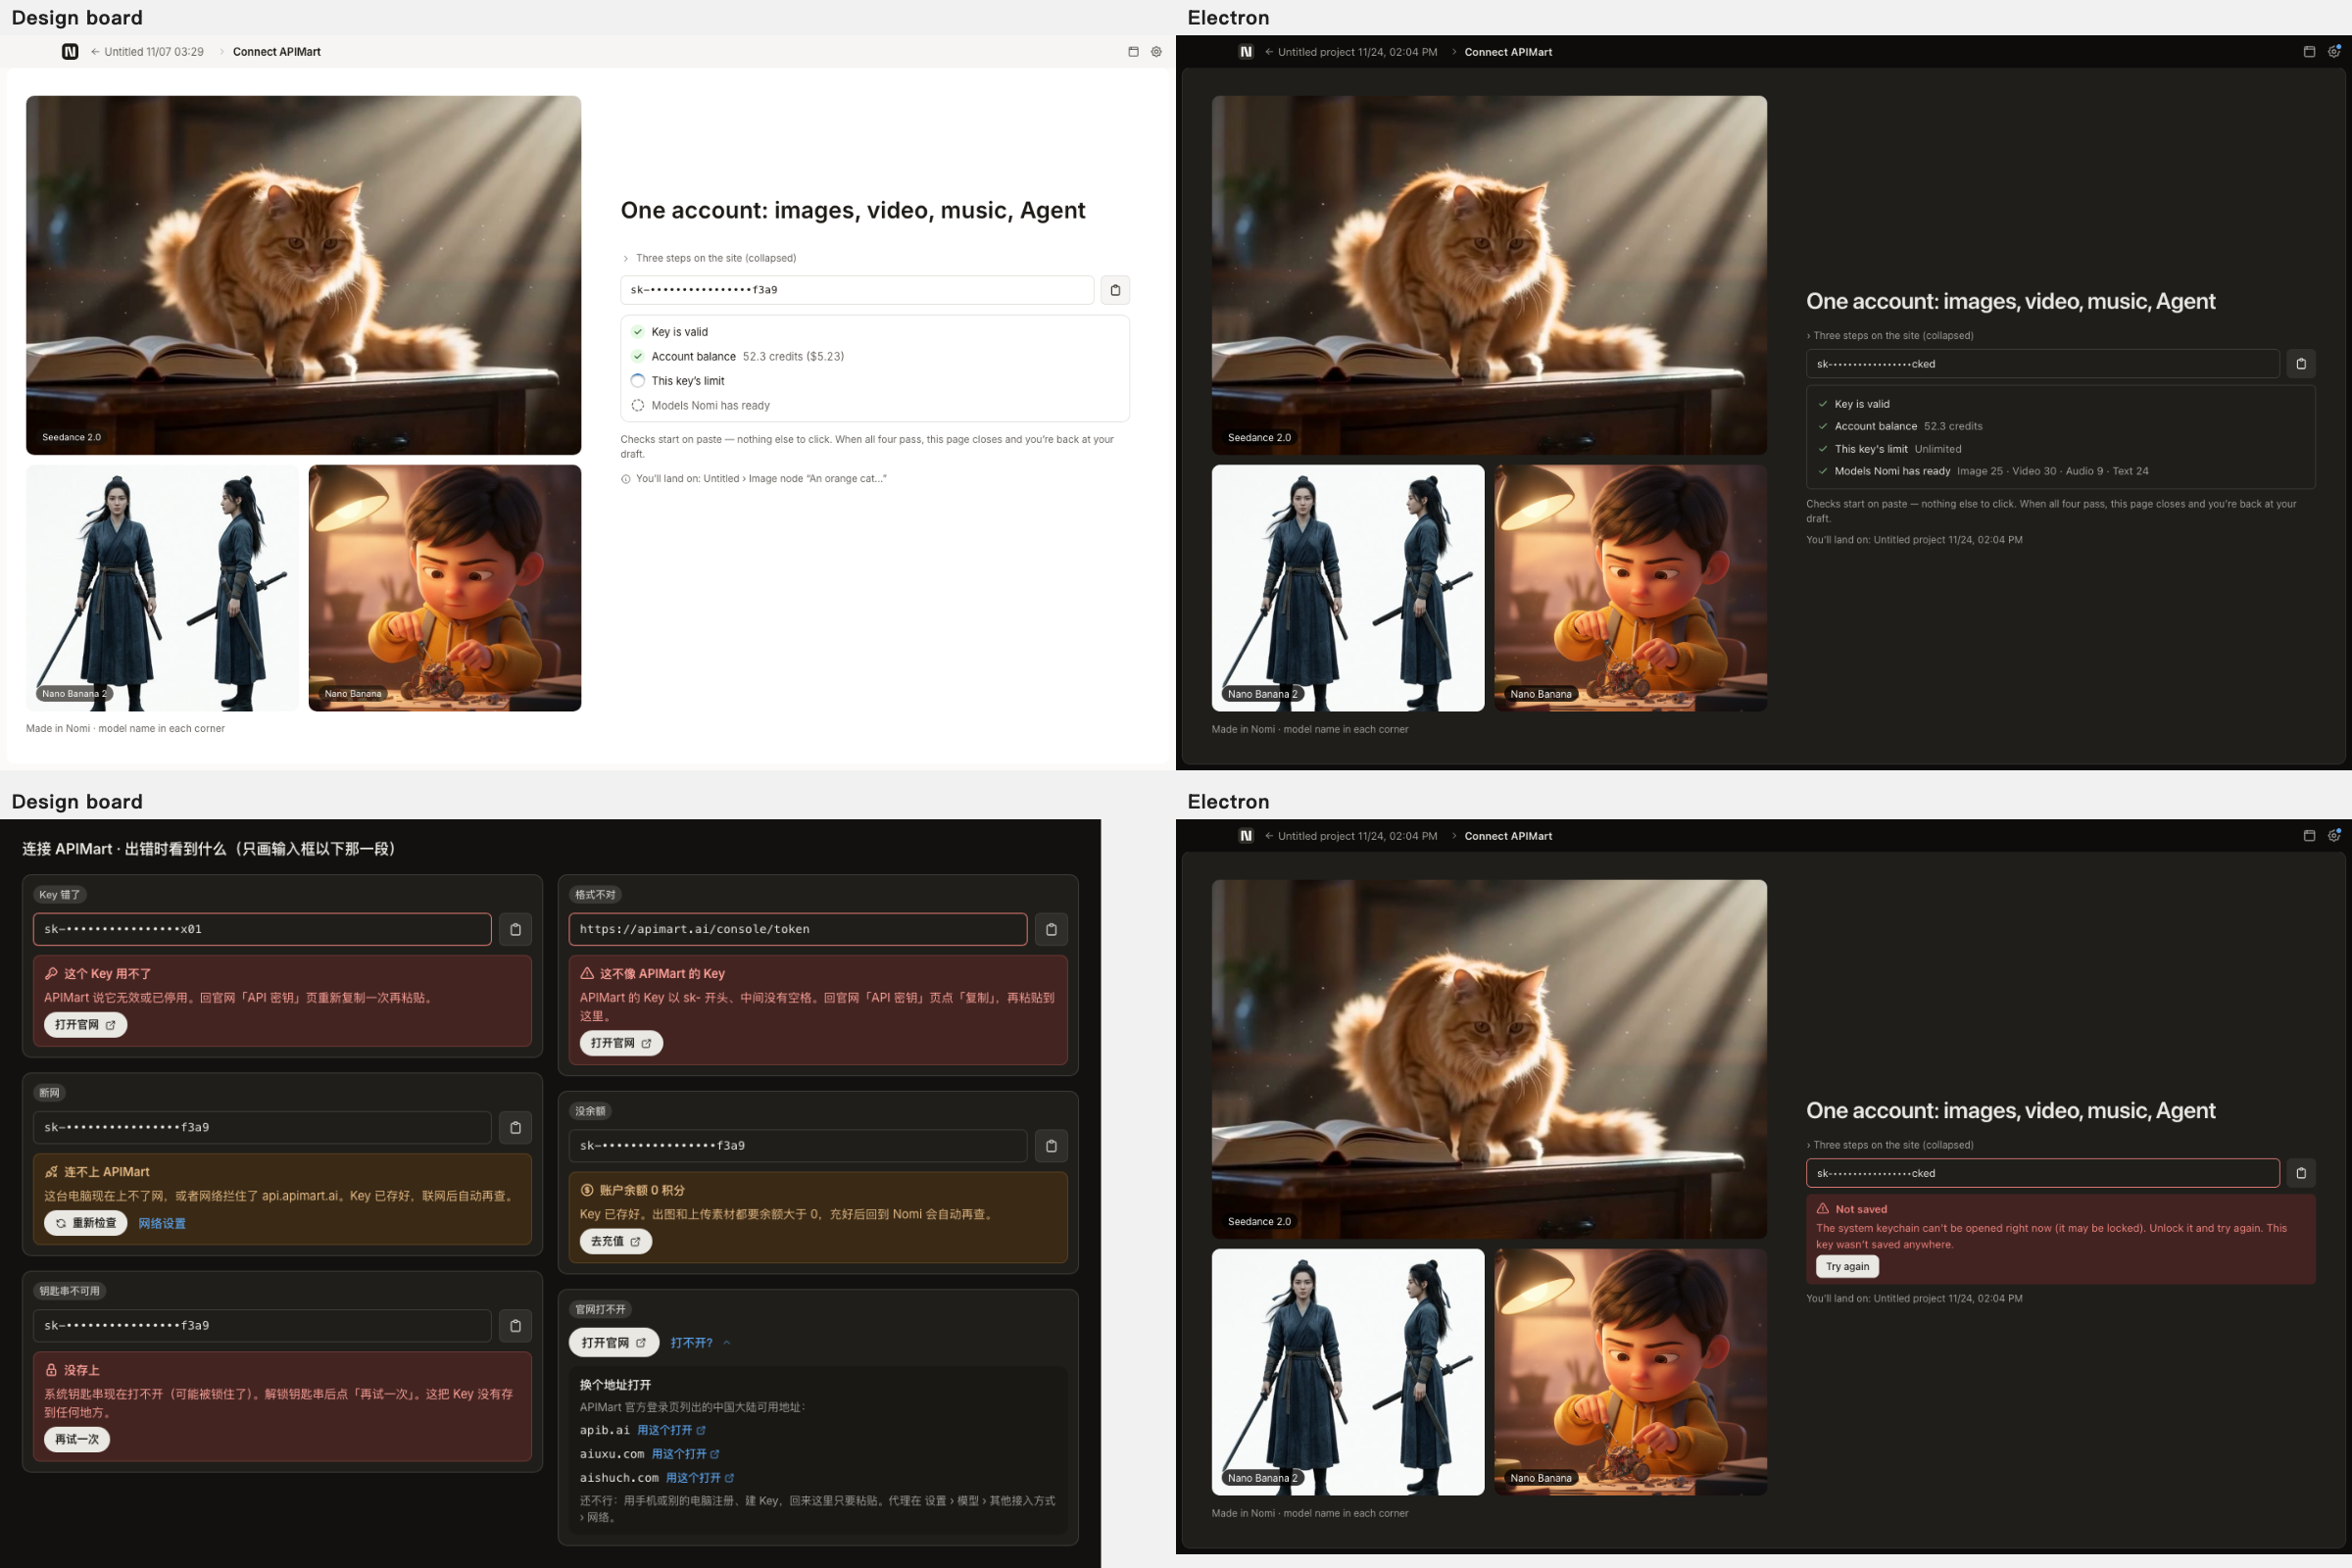 Design board
N ← Untitled 11/07 03:29 › Connect APIMart
Seedance 2.0
Nano Banana 2
Nano Banana
Made in Nomi · model name in each corner
One account: images, video, music, Agent
› Three steps on the site (collapsed)
sk-••••••••••••••••f3a9
Key is valid
Account balance 52.3 credits ($5.23)
This key’s limit
Models Nomi has ready
Checks start on paste — nothing else to click. When all four pass, this page closes and you’re back at your
draft.
You’ll land on: Untitled › Image node “An orange cat…”
Electron
N ← Untitled project 11/24, 02:04 PM › Connect APIMart
Seedance 2.0
Nano Banana 2
Nano Banana
Made in Nomi · model name in each corner
One account: images, video, music, Agent
› Three steps on the site (collapsed)
sk-••••••••••••••••cked
Key is valid
Account balance 52.3 credits
This key's limit Unlimited
Models Nomi has ready Image 25 · Video 30 · Audio 9 · Text 24
Checks start on paste — nothing else to click. When all four pass, this page closes and you're back at your
draft.
You'll land on: Untitled project 11/24, 02:04 PM
Design board
连接 APIMart · 出错时看到什么（只画输入框以下那一段）
Key 错了
sk-••••••••••••••••x01
这个 Key 用不了
APIMart 说它无效或已停用。回官网「API 密钥」页重新复制一次再粘贴。
打开官网
断网
sk-••••••••••••••••f3a9
连不上 APIMart
这台电脑现在上不了网，或者网络拦住了 api.apimart.ai。Key 已存好，联网后自动再查。
重新检查 网络设置
钥匙串不可用
sk-••••••••••••••••f3a9
没存上
系统钥匙串现在打不开（可能被锁住了）。解锁钥匙串后点「再试一次」。这把 Key 没有存
到任何地方。
再试一次
格式不对
https://apimart.ai/console/token
这不像 APIMart 的 Key
APIMart 的 Key 以 sk- 开头、中间没有空格。回官网「API 密钥」页点「复制」，再粘贴到
这里。
打开官网
没余额
sk-••••••••••••••••f3a9
账户余额 0 积分
Key 已存好。出图和上传素材都要余额大于 0，充好后回到 Nomi 会自动再查。
去充值
官网打不开
打开官网 打不开?
换个地址打开
APIMart 官方登录页列出的中国大陆可用地址：
apib.ai 用这个打开
aiuxu.com 用这个打开
aishuch.com 用这个打开
还不行：用手机或别的电脑注册、建 Key，回来这里只要粘贴。代理在 设置 › 模型 › 其他接入方式
› 网络。
Electron
N ← Untitled project 11/24, 02:04 PM › Connect APIMart
Seedance 2.0
Nano Banana 2
Nano Banana
Made in Nomi · model name in each corner
One account: images, video, music, Agent
› Three steps on the site (collapsed)
sk-••••••••••••••••cked
Not saved
The system keychain can't be opened right now (it may be locked). Unlock it and try again. This
key wasn't saved anywhere.
Try again
You'll land on: Untitled project 11/24, 02:04 PM